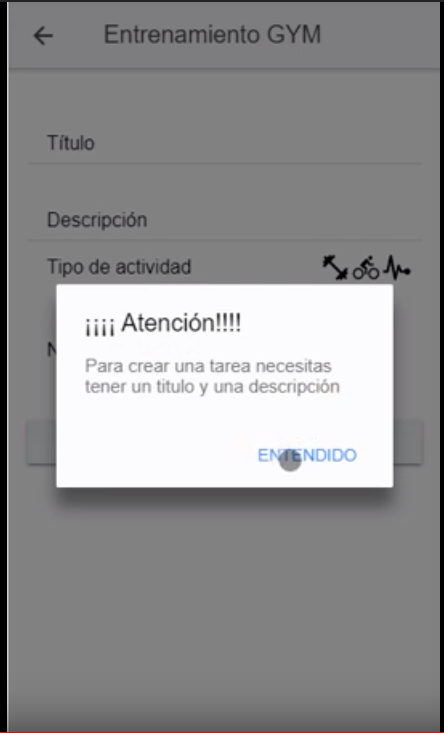 Entrenamiento GYM
Título
Descripción
Tipo de actividad
¡¡¡¡ Atención!!!!
N
Para crear una tarea necesitas
tener un titulo y una descripción
ENTENDIDO